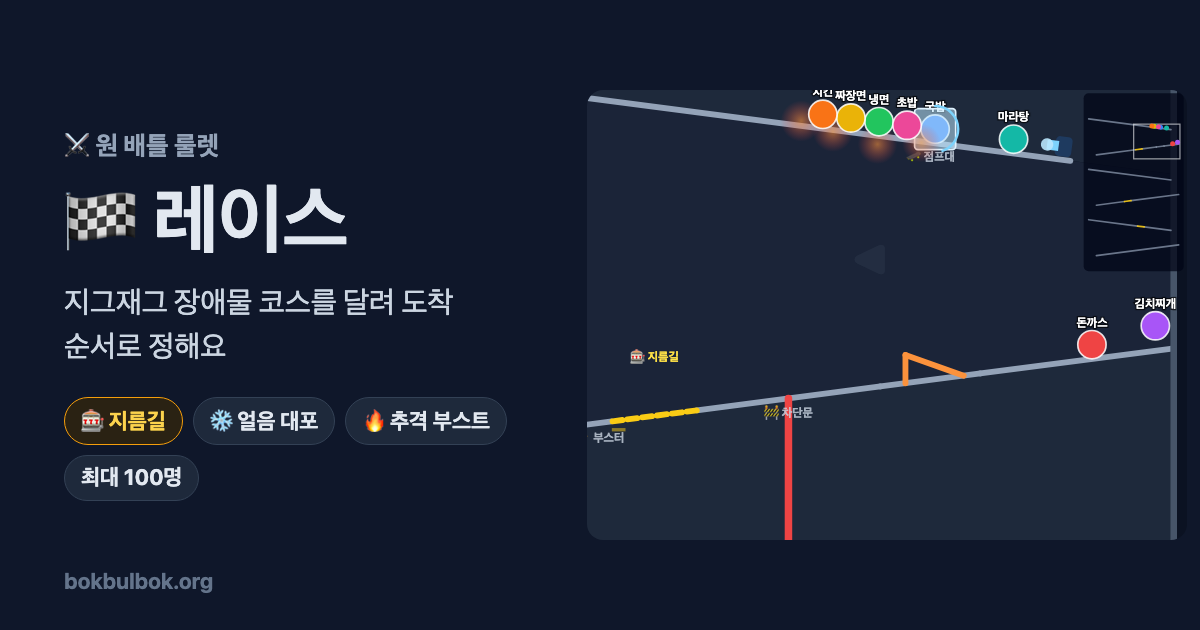 원 배틀 룰렛
레이스
지그재그 장애물 코스를 달려 도착
순서로 정해요
지름길
얼음 대포
추격 부스트
최대 100명
bokbulbok.org
짜장면
냉면
초밥
국밥
마라탕
점프대
김치찌개
돈까스
지름길
차단문
부스터